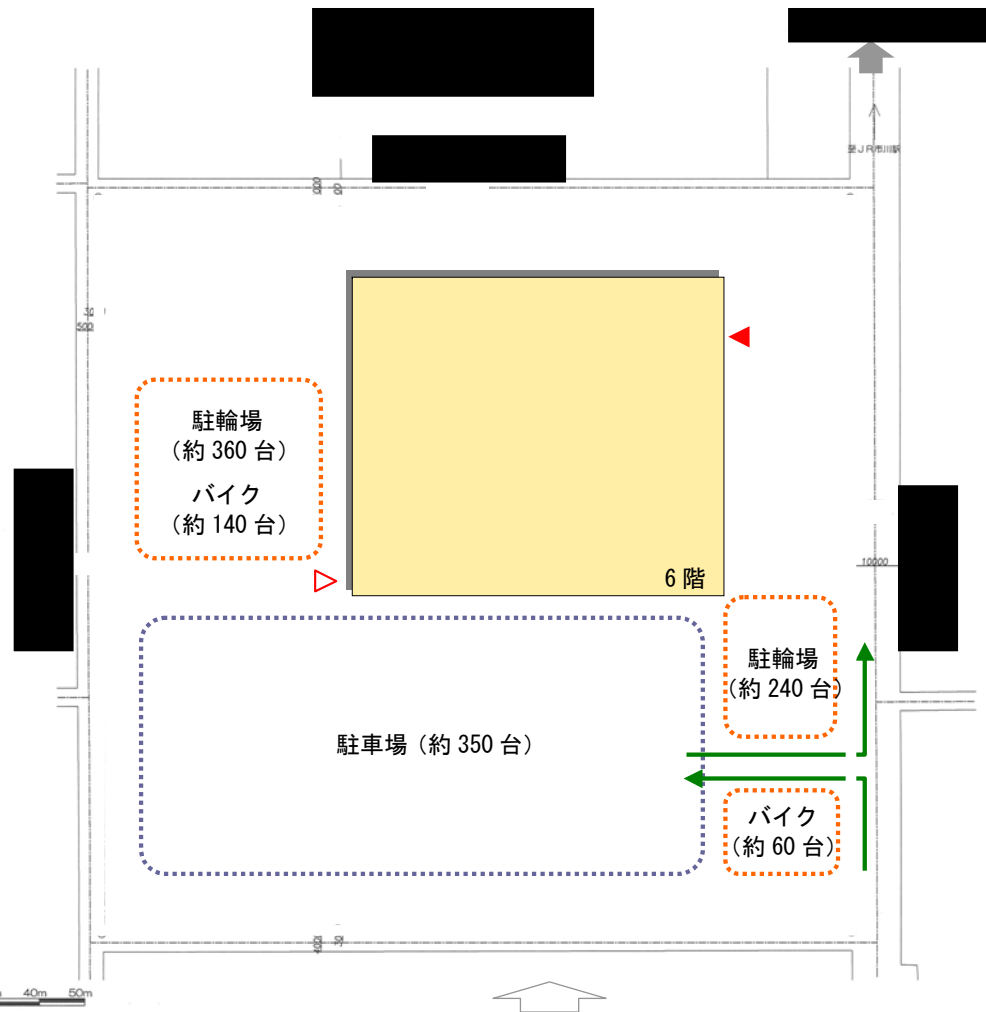 至JR市川駅
駐輪場
(約 360 台)
バイク
(約 140 台)
10000
6 階
駐輪場
(約 240 台)
駐車場 (約 350 台)
バイク
(約 60 台)
40m 50m